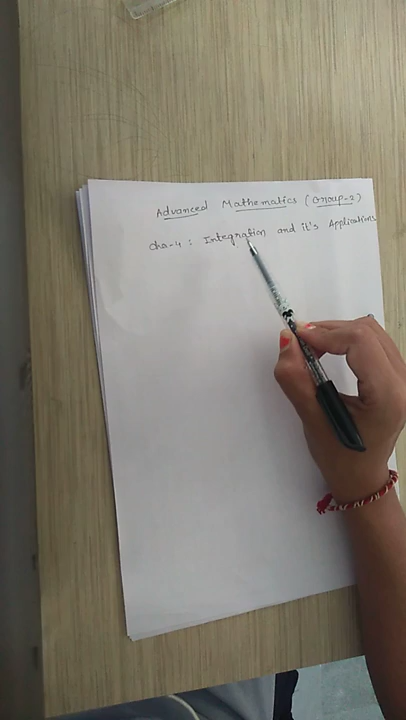 Advanced Mathematics (Group-2)
cha-4 : Integration and it's Applications